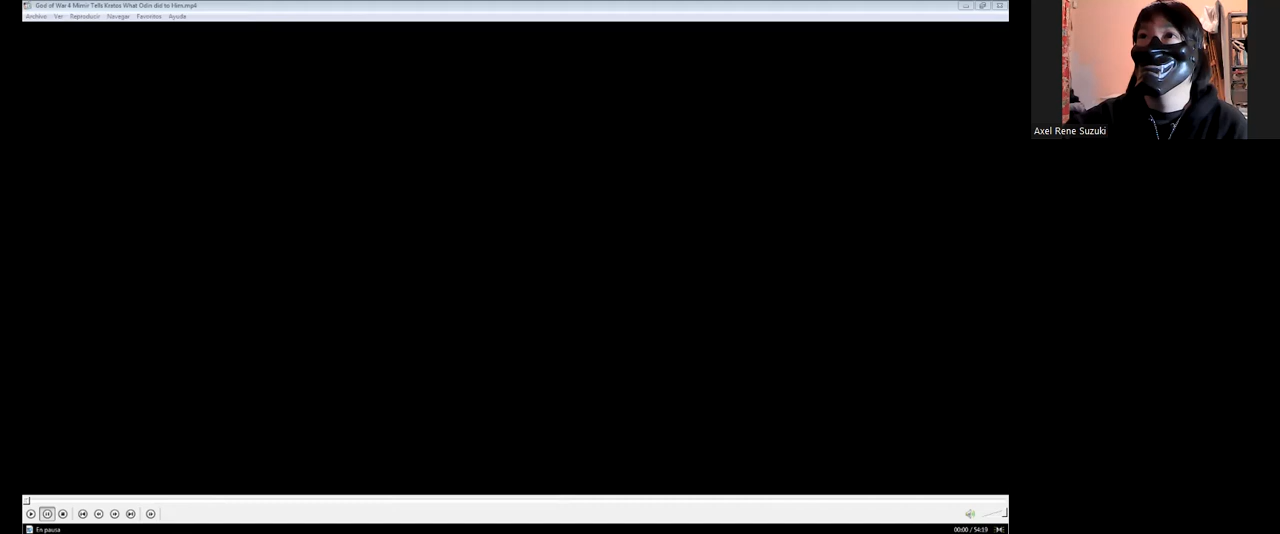 God of War 4 Mimir Tells Kratos What Odin did to Him.mp4
Archivo Ver Reproducir Navegar Favoritos Ayuda
Axel Rene Suzuki
En pausa
00:00 / 54:19